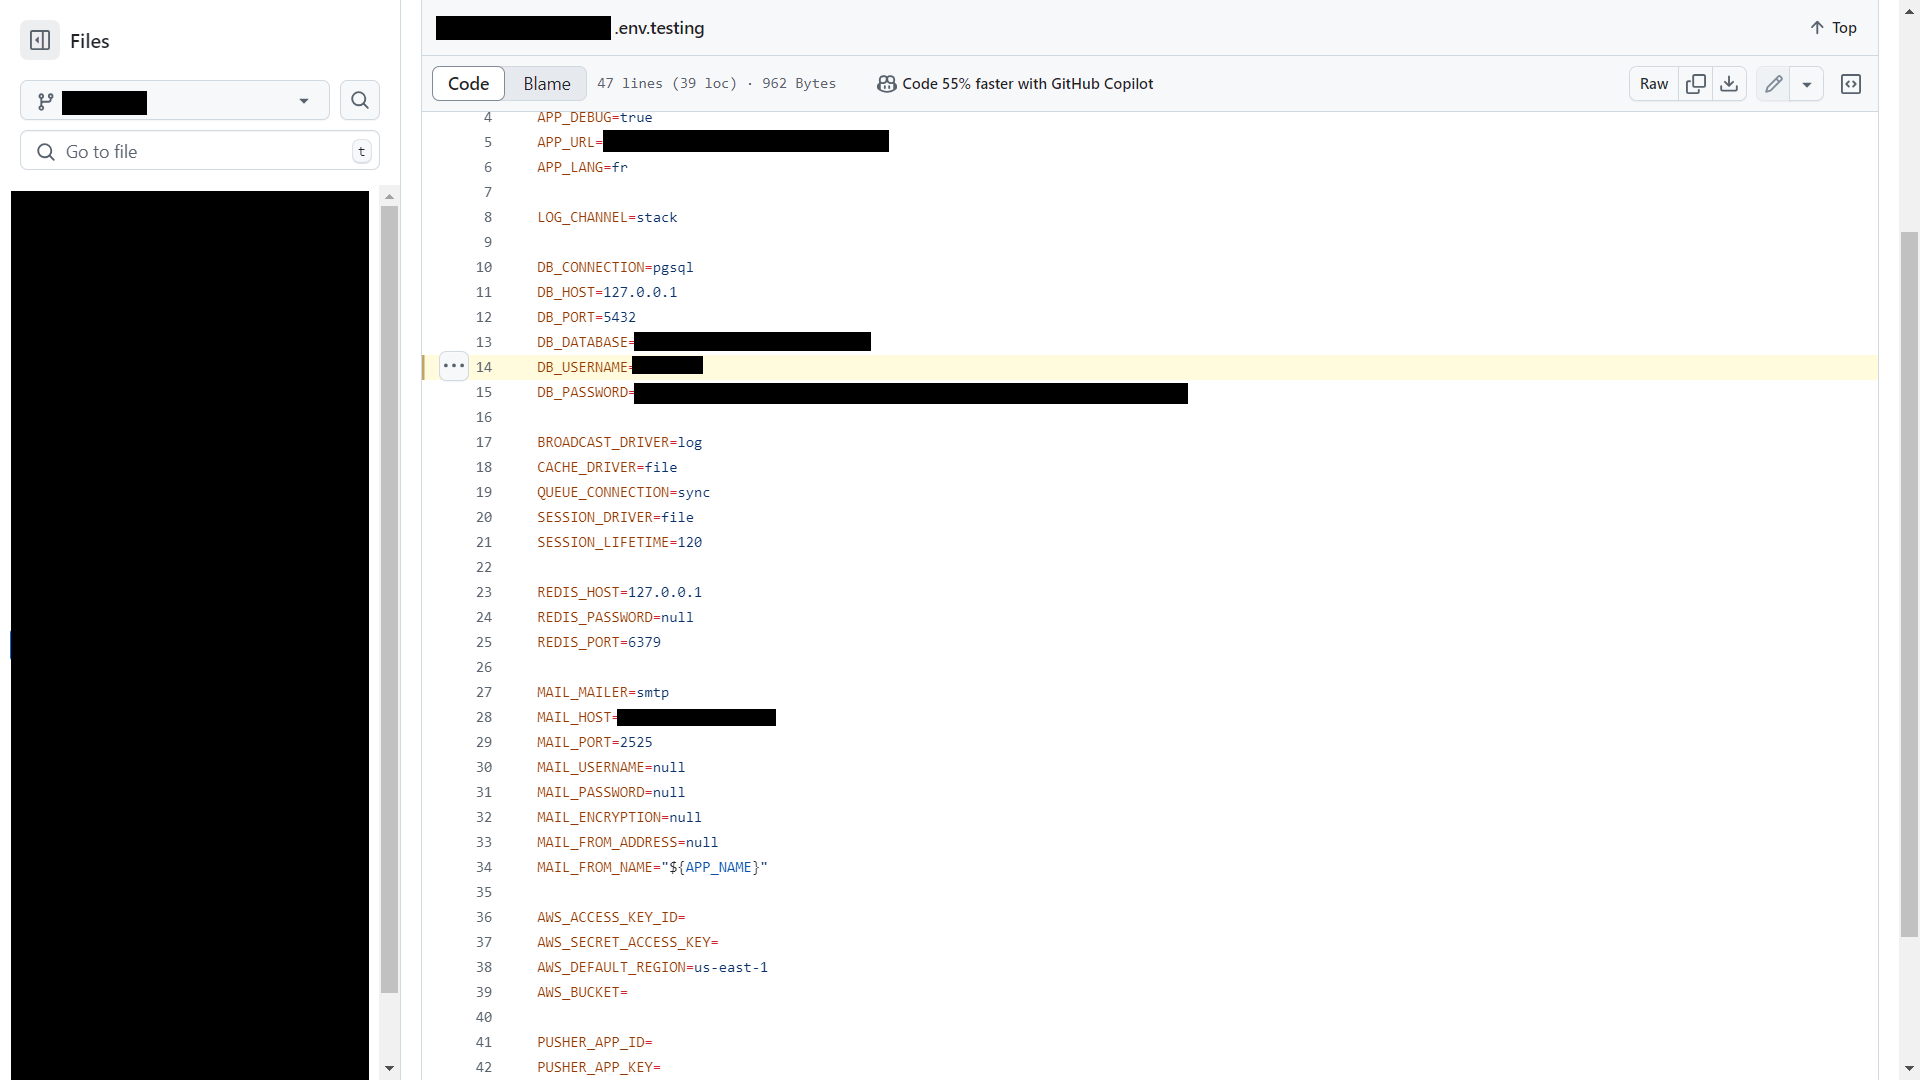 Files
Go to file
t
.env.testing
Top
Code
Blame
47 lines (39 loc) · 962 Bytes
Code 55% faster with GitHub Copilot
Raw
4 APP_DEBUG=true
5 APP_URL=
6 APP_LANG=fr
7
8 LOG_CHANNEL=stack
9
10 DB_CONNECTION=pgsql
11 DB_HOST=127.0.0.1
12 DB_PORT=5432
13 DB_DATABASE=
14 DB_USERNAME=
15 DB_PASSWORD=
16
17 BROADCAST_DRIVER=log
18 CACHE_DRIVER=file
19 QUEUE_CONNECTION=sync
20 SESSION_DRIVER=file
21 SESSION_LIFETIME=120
22
23 REDIS_HOST=127.0.0.1
24 REDIS_PASSWORD=null
25 REDIS_PORT=6379
26
27 MAIL_MAILER=smtp
28 MAIL_HOST=
29 MAIL_PORT=2525
30 MAIL_USERNAME=null
31 MAIL_PASSWORD=null
32 MAIL_ENCRYPTION=null
33 MAIL_FROM_ADDRESS=null
34 MAIL_FROM_NAME="${APP_NAME}"
35
36 AWS_ACCESS_KEY_ID=
37 AWS_SECRET_ACCESS_KEY=
38 AWS_DEFAULT_REGION=us-east-1
39 AWS_BUCKET=
40
41 PUSHER_APP_ID=
42 PUSHER_APP_KEY=